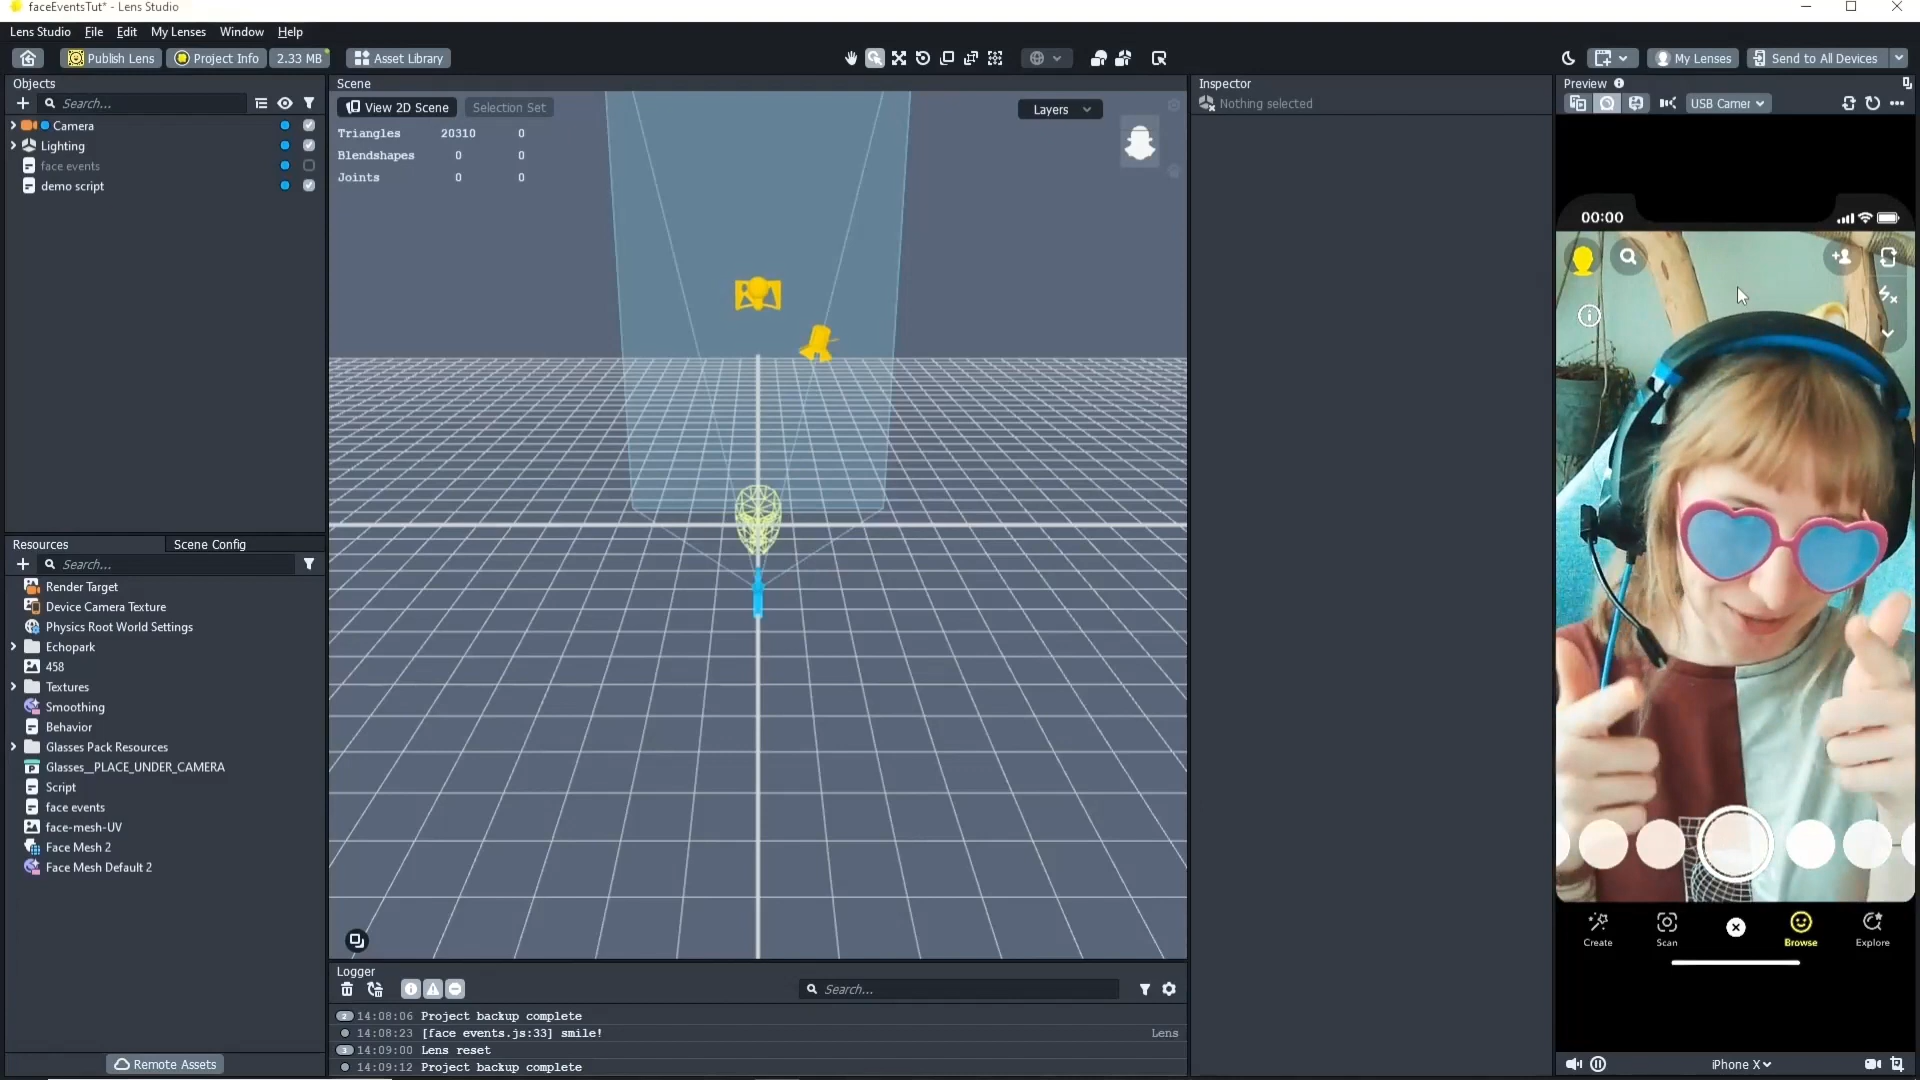 faceEventsTut* - Lens Studio
Lens Studio File Edit My Lenses Window Help
Publish Lens Project Info 2.33 MB Asset Library My Lenses Send to All Devices
Objects
Search...
Camera
Lighting
face events
demo script
Resources Scene Config
Search...
Render Target
Device Camera Texture
Physics Root World Settings
Echopark
458
Textures
Smoothing
Behavior
Glasses Pack Resources
Glasses__PLACE_UNDER_CAMERA
Script
face events
face-mesh-UV
Face Mesh 2
Face Mesh Default 2
Remote Assets
Scene
View 2D Scene Selection Set
Layers
Triangles 20310 0
Blendshapes 0 0
Joints 0 0
Logger
Search...
2 14:08:06 Project backup complete
14:08:23 [face events.js:33] smile! Lens
3 14:09:00 Lens reset
14:09:12 Project backup complete
Inspector
Nothing selected
Preview
USB Camer
00:00
Create Scan Browse Explore
iPhone X